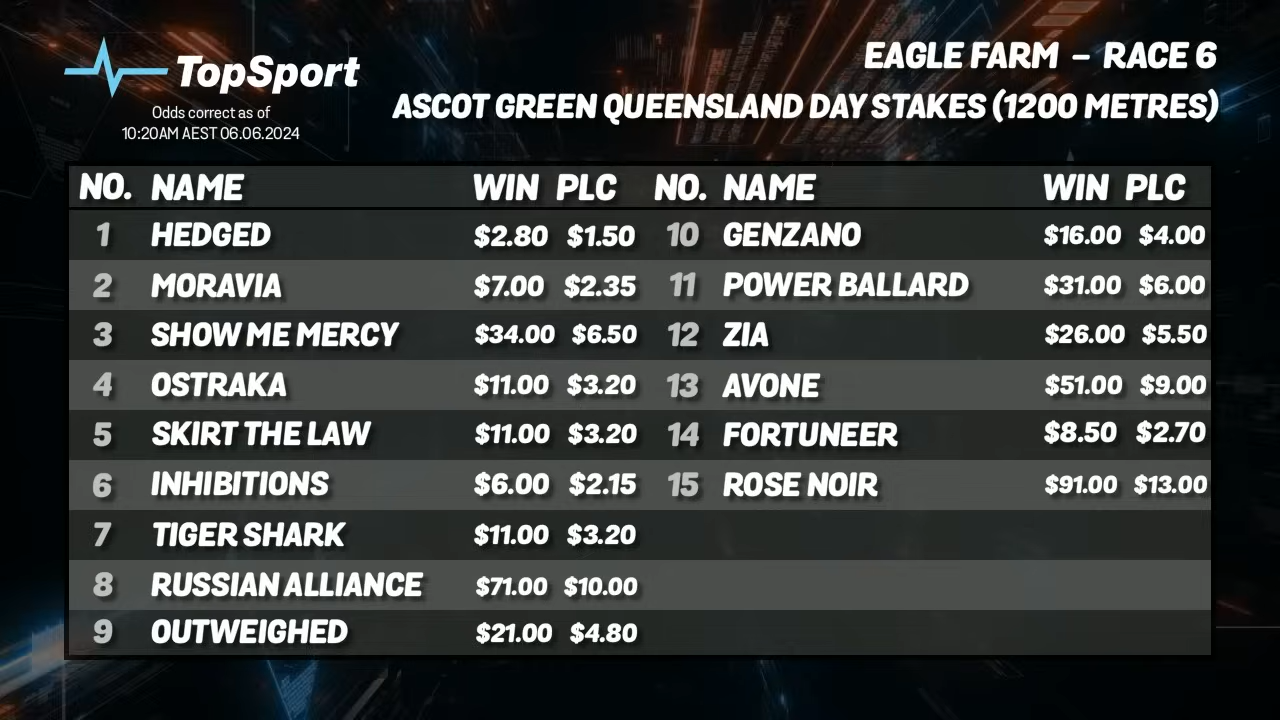 TopSport
Odds correct as of
10:20AM AEST 06.06.2024
EAGLE FARM – RACE 6
ASCOT GREEN QUEENSLAND DAY STAKES (1200 METRES)
NO. NAME WIN PLC NO. NAME WIN PLC
1 HEDGED $2.80 $1.50 10 GENZANO $16.00 $4.00
2 MORAVIA $7.00 $2.35 11 POWER BALLARD $31.00 $6.00
3 SHOW ME MERCY $34.00 $6.50 12 ZIA $26.00 $5.50
4 OSTRAKA $11.00 $3.20 13 AVONE $51.00 $9.00
5 SKIRT THE LAW $11.00 $3.20 14 FORTUNEER $8.50 $2.70
6 INHIBITIONS $6.00 $2.15 15 ROSE NOIR $91.00 $13.00
7 TIGER SHARK $11.00 $3.20
8 RUSSIAN ALLIANCE $71.00 $10.00
9 OUTWEIGHED $21.00 $4.80